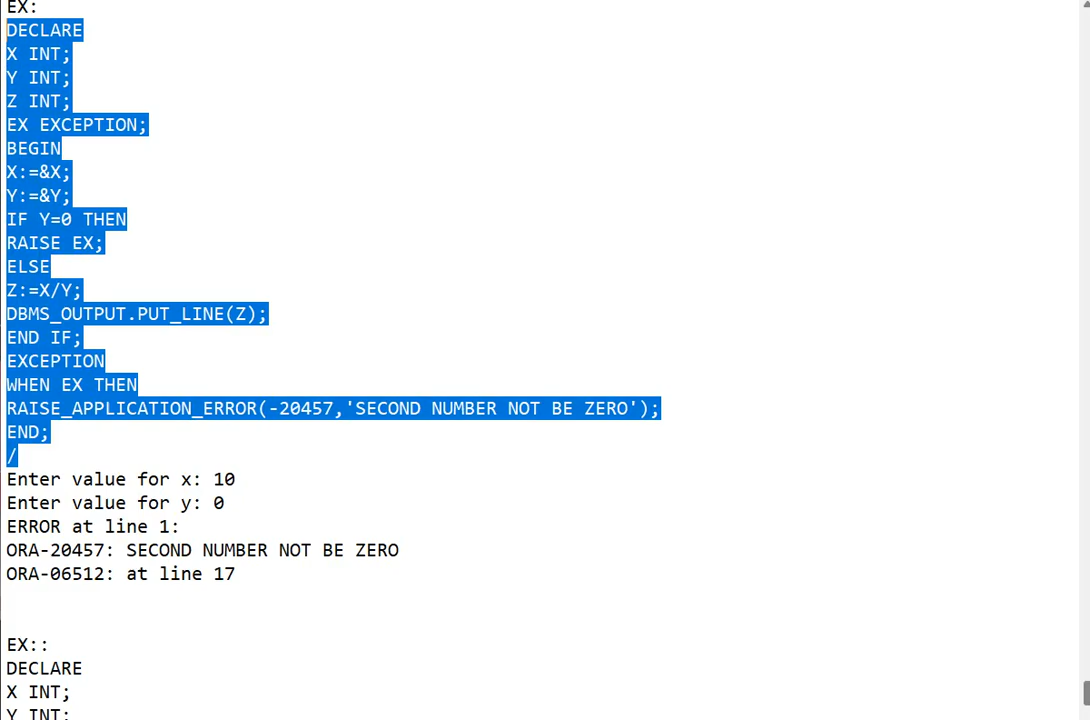 EX:
DECLARE
X INT;
Y INT;
Z INT;
EX EXCEPTION;
BEGIN
X:=&X;
Y:=&Y;
IF Y=0 THEN
RAISE EX;
ELSE
Z:=X/Y;
DBMS_OUTPUT.PUT_LINE(Z);
END IF;
EXCEPTION
WHEN EX THEN
RAISE_APPLICATION_ERROR(-20457,'SECOND NUMBER NOT BE ZERO');
END;
/
Enter value for x: 10
Enter value for y: 0
ERROR at line 1:
ORA-20457: SECOND NUMBER NOT BE ZERO
ORA-06512: at line 17
EX::
DECLARE
X INT;
Y INT;